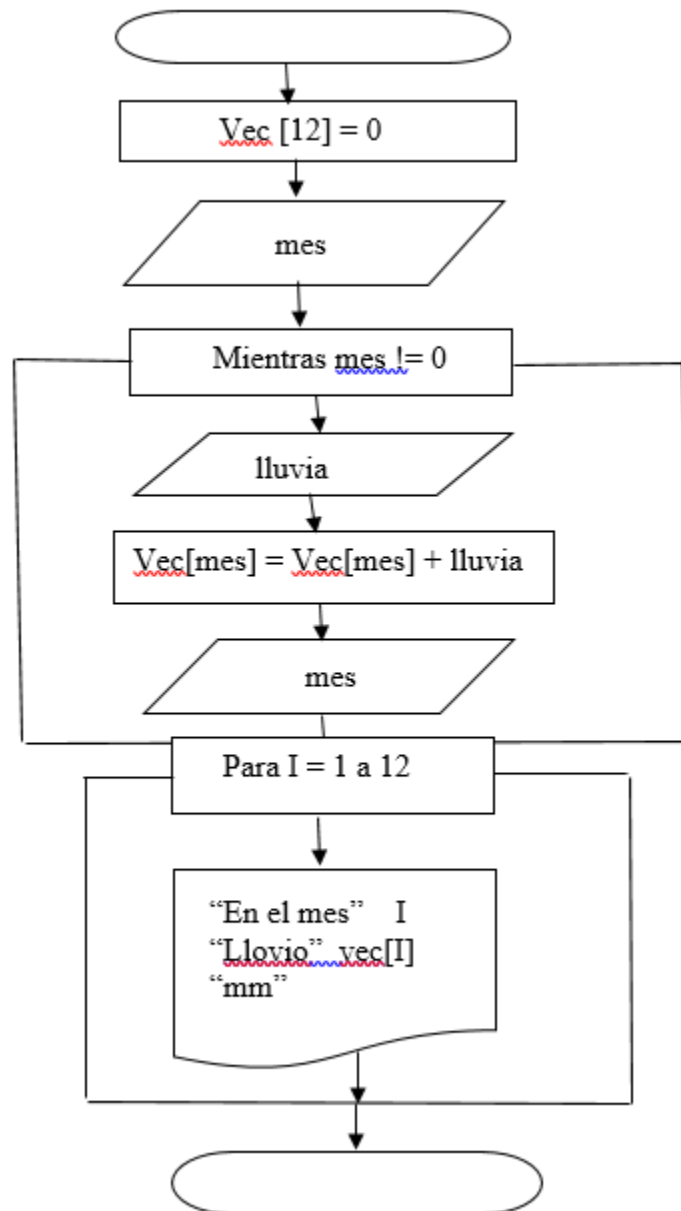 Vec [12] = 0
mes
Mientras mes != 0
lluvia
Vec[mes] = Vec[mes] + lluvia
mes
Para I = 1 a 12
“En el mes” I
“Llovio” vec[I]
“mm”